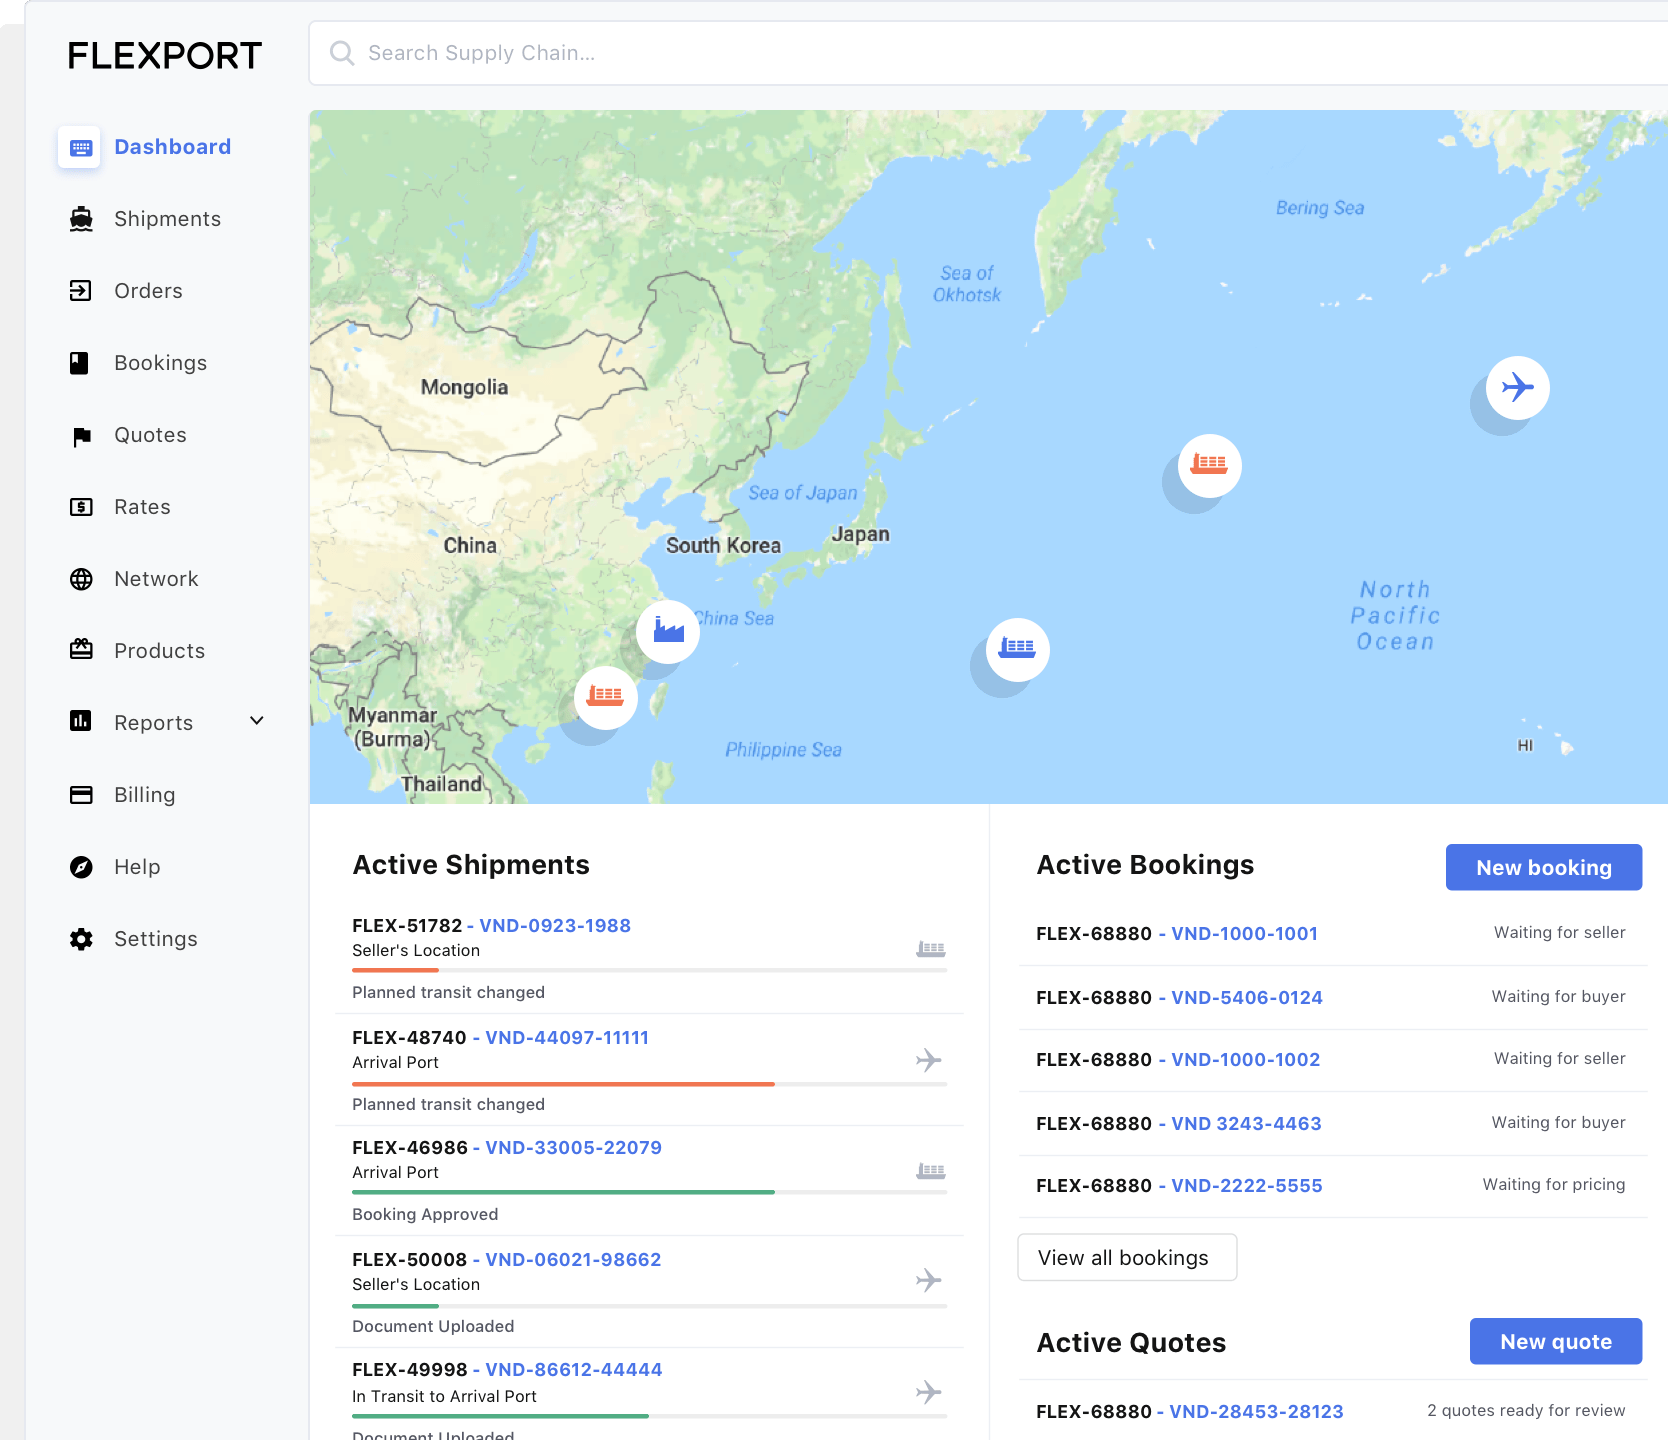 FLEXPORT
Search Supply Chain...
Dashboard
Shipments
Orders
Bookings
Quotes
Rates
Network
Products
Reports
Billing
Help
Settings
Bering Sea
Sea of
Okhotsk
Mongolia
Sea of Japan
Japan
China
South Korea
China Sea
North
Pacific
Ocean
Myanmar
(Burma)
Philippine Sea
HI
Thailand
Active Shipments
FLEX-51782 - VND-0923-1988
Seller's Location
Planned transit changed
FLEX-48740 - VND-44097-11111
Arrival Port
Planned transit changed
FLEX-46986 - VND-33005-22079
Arrival Port
Booking Approved
FLEX-50008 - VND-06021-98662
Seller's Location
Document Uploaded
FLEX-49998 - VND-86612-44444
In Transit to Arrival Port
Document Uploaded
Active Bookings
New booking
FLEX-68880 - VND-1000-1001 Waiting for seller
FLEX-68880 - VND-5406-0124 Waiting for buyer
FLEX-68880 - VND-1000-1002 Waiting for seller
FLEX-68880 - VND 3243-4463 Waiting for buyer
FLEX-68880 - VND-2222-5555 Waiting for pricing
View all bookings
Active Quotes
New quote
FLEX-68880 - VND-28453-28123 2 quotes ready for review